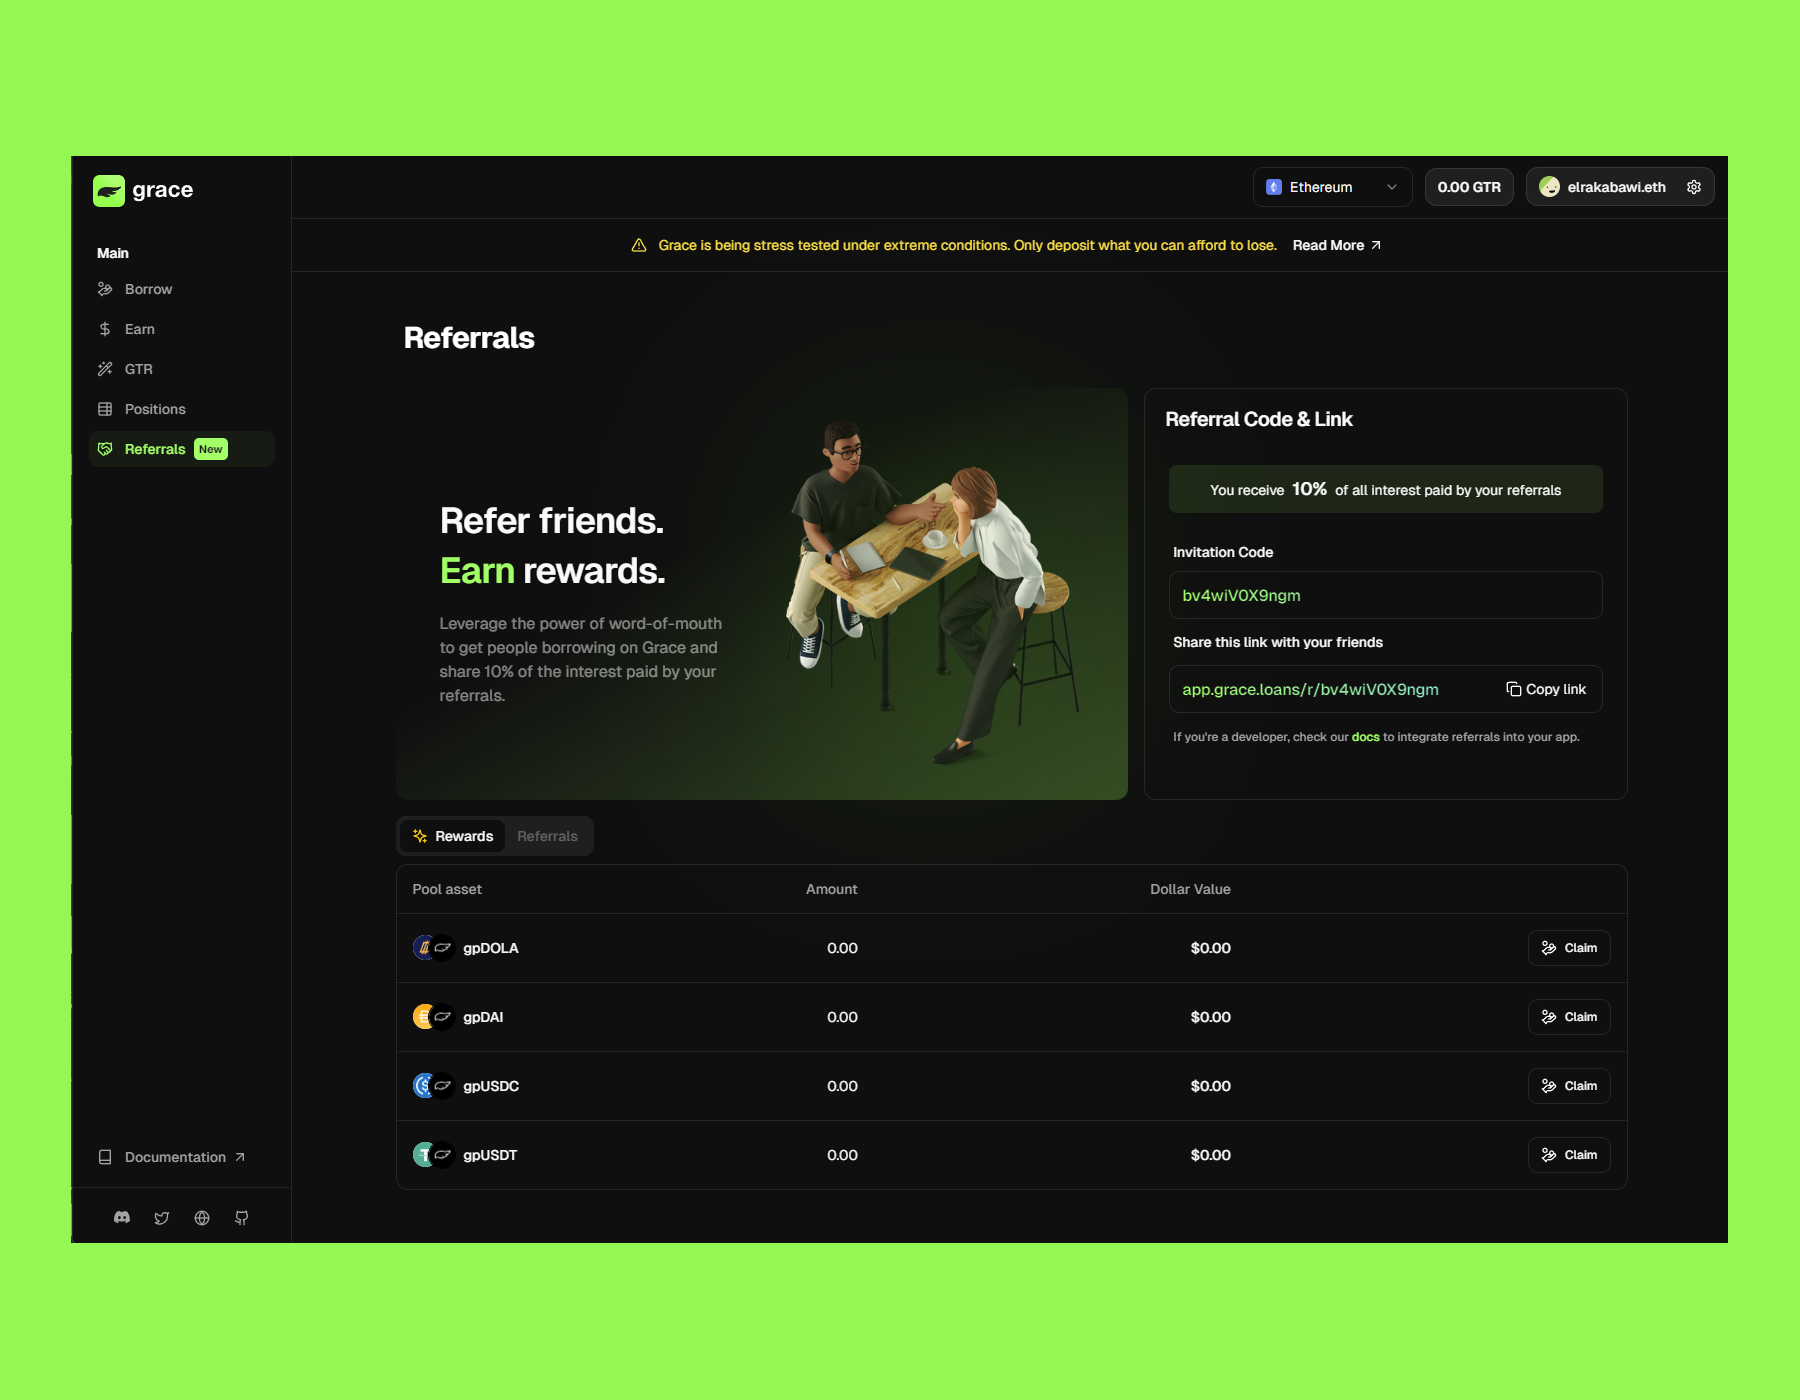 grace
Ethereum
0.00 GTR
elrakabawi.eth
Grace is being stress tested under extreme conditions. Only deposit what you can afford to lose. Read More
Main
Borrow
Earn
GTR
Positions
Referrals New
Documentation
Referrals
Refer friends.
Earn rewards.
Leverage the power of word-of-mouth
to get people borrowing on Grace and
share 10% of the interest paid by your
referrals.
Referral Code & Link
You receive 10% of all interest paid by your referrals
Invitation Code
bv4wiV0X9ngm
Share this link with your friends
app.grace.loans/r/bv4wiV0X9ngm Copy link
If you're a developer, check our docs to integrate referrals into your app.
Rewards Referrals
Pool asset Amount Dollar Value
gpDOLA 0.00 $0.00 Claim
gpDAI 0.00 $0.00 Claim
gpUSDC 0.00 $0.00 Claim
gpUSDT 0.00 $0.00 Claim